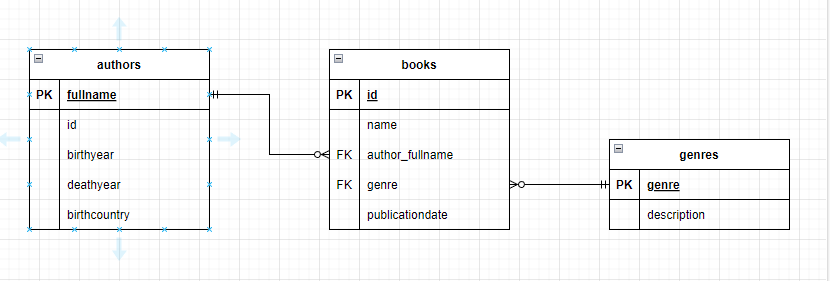 authors
PK fullname
id
birthyear
deathyear
birthcountry
books
PK id
name
FK author_fullname
FK genre
publicationdate
genres
PK genre
description